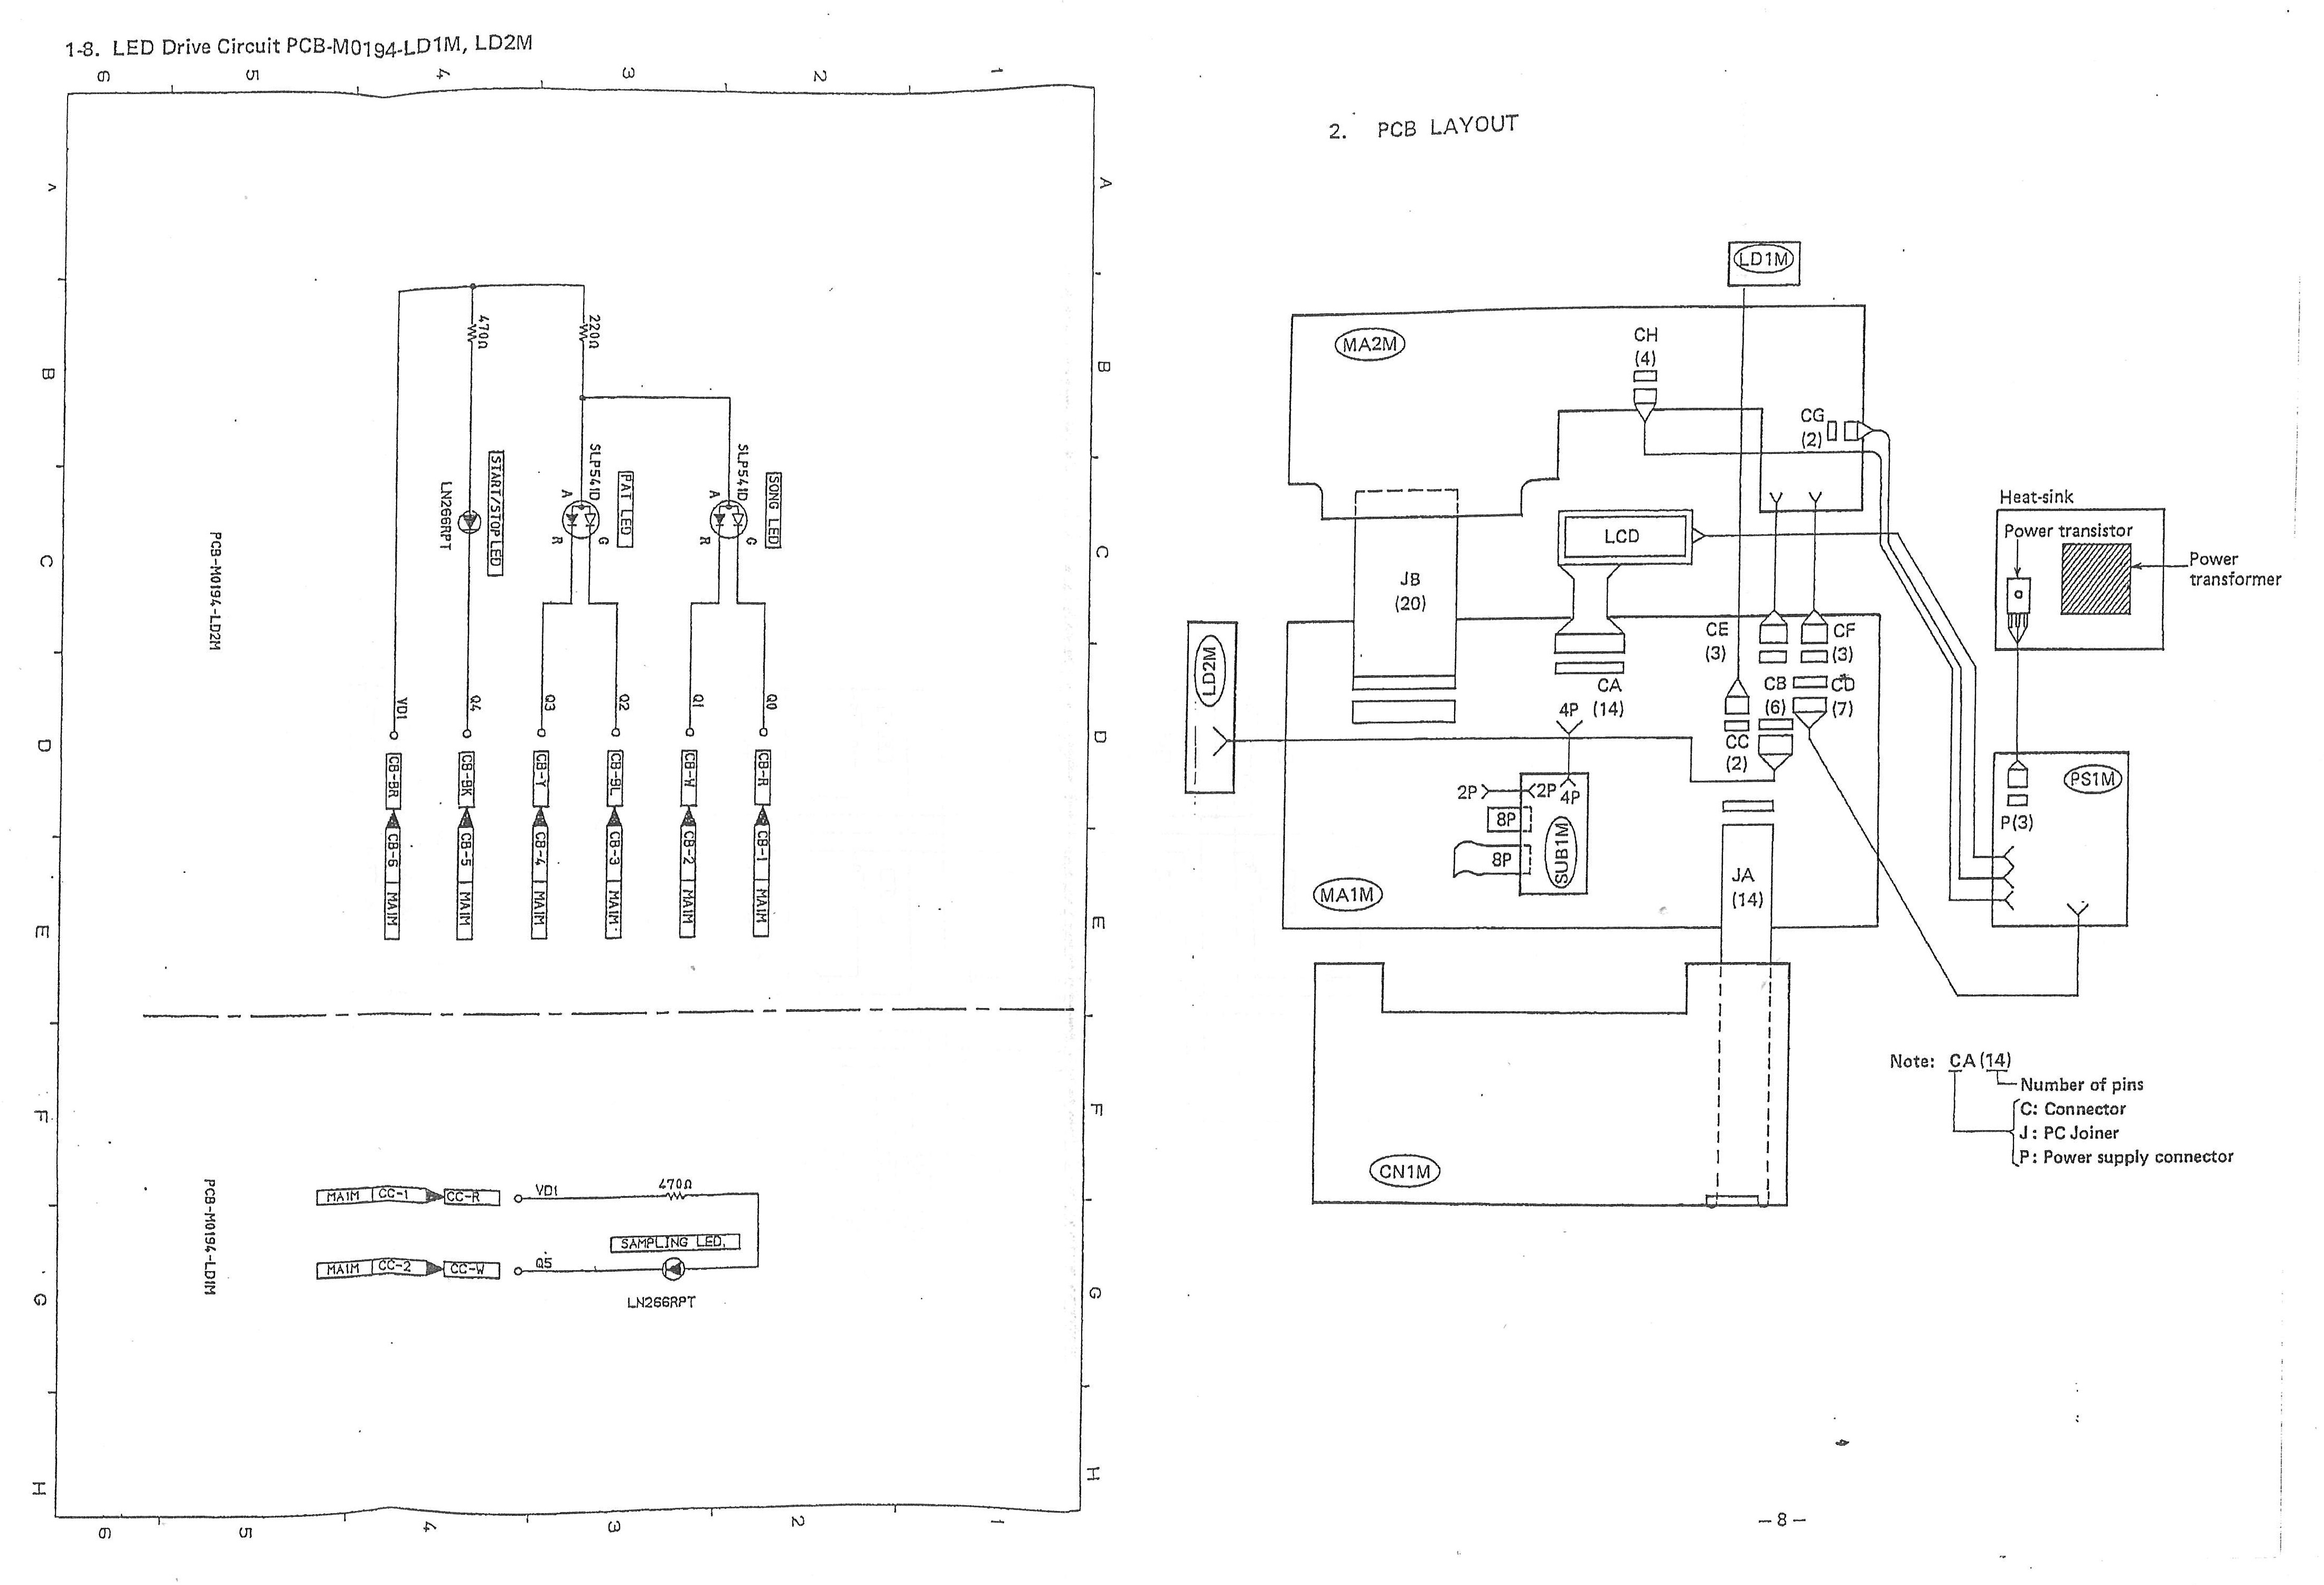 1-8. LED Drive Circuit PCB-M0194-LD1M, LD2M
6 5 4 3 2 1
A
B
C
D
E
F
G
H
A
B
C
D
E
F
G
H
470Ω
220Ω
LN266RPT
START/STOP LED
SLP541D
A
R
G
PAT LED
SLP541D
A
R
G
SONG LED
PCB-M0194-LD2M
VD1
Q4
Q3
Q2
Q1
Q0
CB-BR CB-6 MA1M
CB-BK CB-5 MA1M
CB-Y CB-4 MA1M
CB-BL CB-3 MA1M
CB-W CB-2 MA1M
CB-R CB-1 MA1M
PCB-M0194-LD1M
MA1M CC-1 CC-R VD1 470Ω
SAMPLING LED
MA1M CC-2 CC-W Q5
LN266RPT
6 5 4 3 2 1
2. PCB LAYOUT
LD1M
MA2M
CH
(4)
CG
(2)
Heat-sink
Power transistor
Power
transformer
LCD
JB
(20)
LD2M
CE
(3)
CF
(3)
CA
(14)
CB
(6)
CD
(7)
4P
CC
(2)
2P
2P
4P
8P
8P
SUB1M
MA1M
JA
(14)
PS1M
P(3)
CN1M
Note: CA (14)
Number of pins
C: Connector
J: PC Joiner
P: Power supply connector
-8-